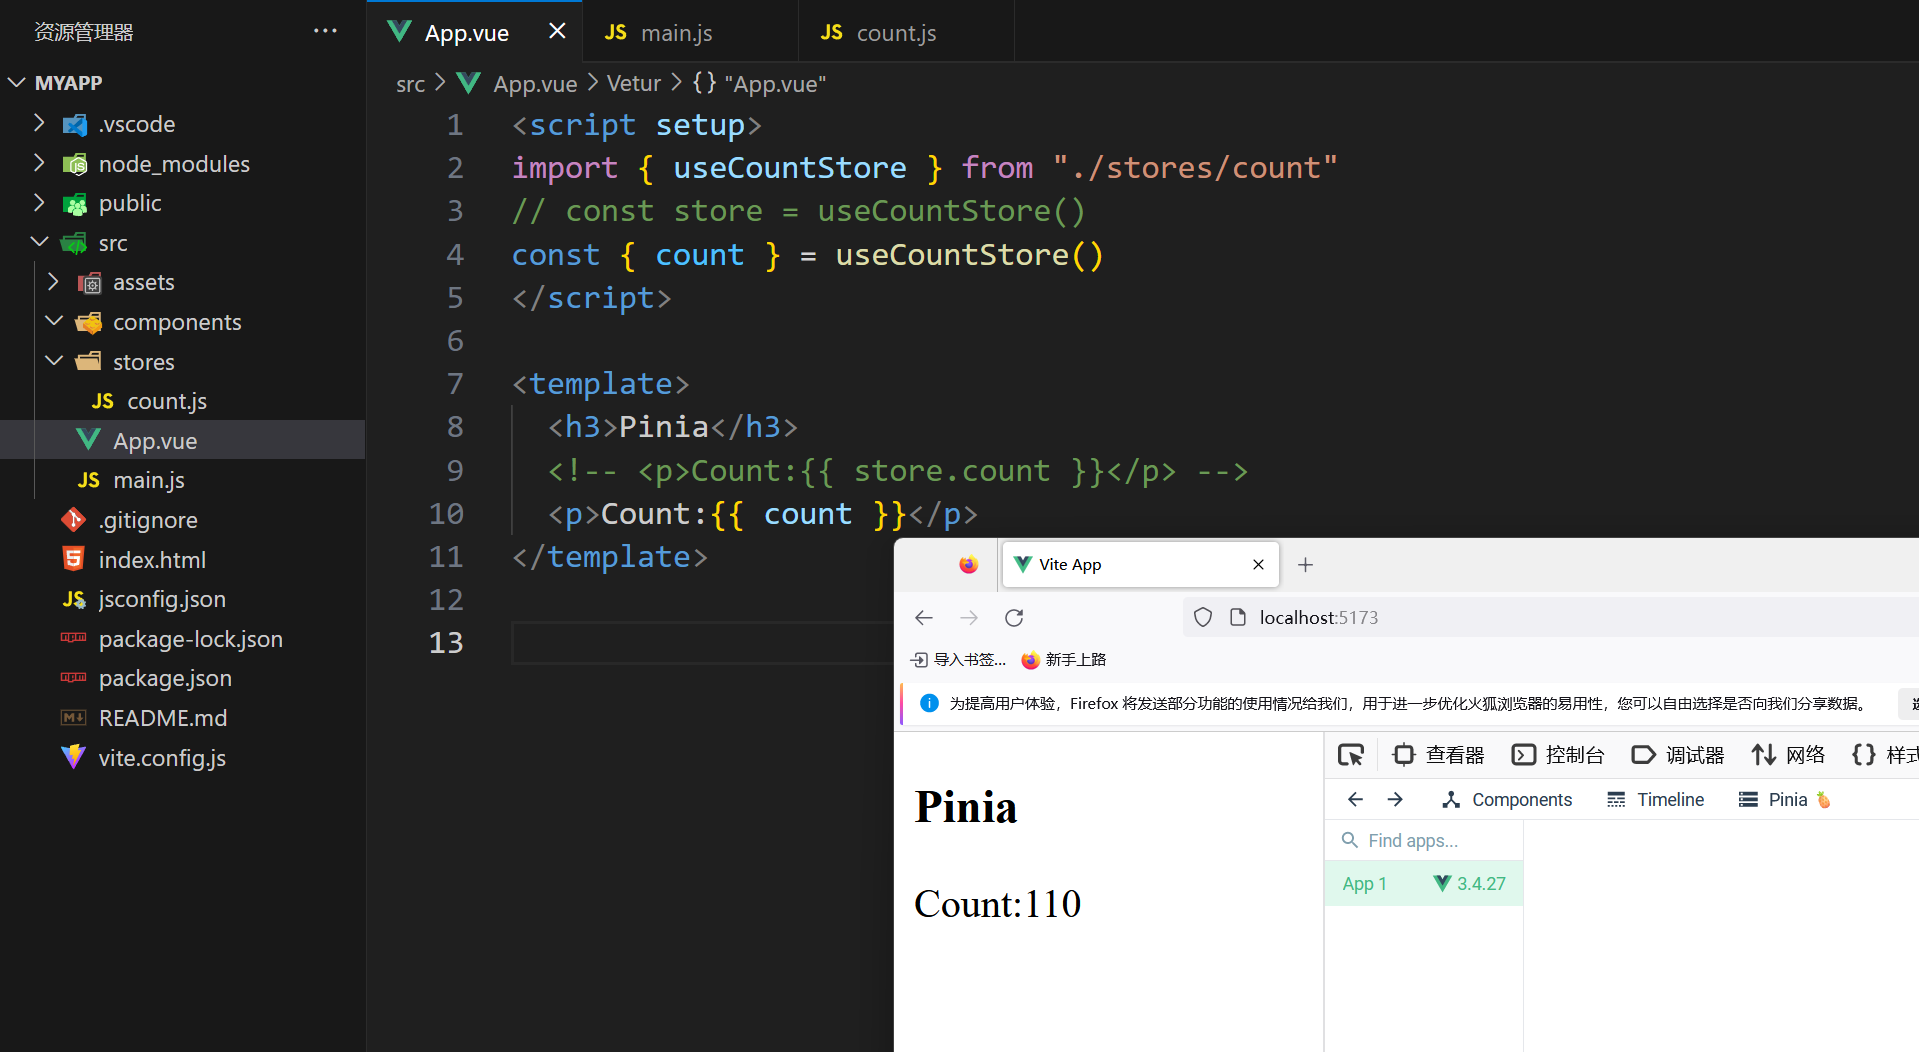 资源管理器 ...
MYAPP
.vscode
node_modules
public
src
assets
components
stores
JS count.js
App.vue
JS main.js
.gitignore
index.html
JS jsconfig.json
package-lock.json
package.json
README.md
vite.config.js
App.vue
JS main.js
JS count.js
src > App.vue > Vetur > {} "App.vue"
1 <script setup>
2 import { useCountStore } from "./stores/count"
3 // const store = useCountStore()
4 const { count } = useCountStore()
5 </script>
6
7 <template>
8 <h3>Pinia</h3>
9 <!-- <p>Count:{{ store.count }}</p> -->
10 <p>Count:{{ count }}</p>
11 </template>
12
13
Vite App
localhost:5173
导入书签... 新手上路
为提高用户体验，Firefox 将发送部分功能的使用情况给我们，用于进一步优化火狐浏览器的易用性，您可以自由选择是否向我们分享数据。
Pinia
Count:110
查看器 控制台 调试器 网络 {} 样式
Components Timeline Pinia 🍍
Find apps...
App 1 3.4.27